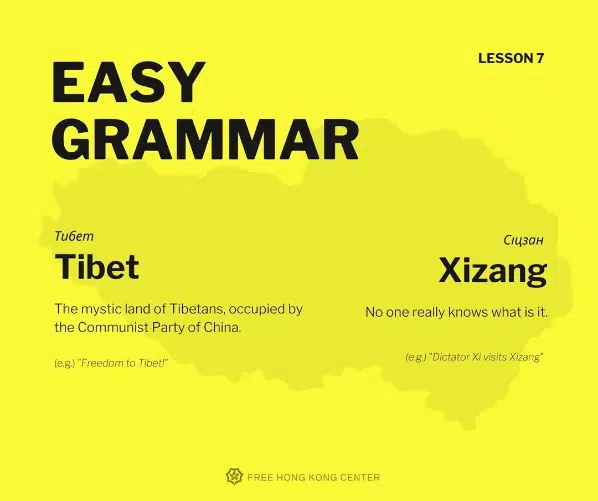 LESSON 7
EASY
GRAMMAR
Тибет
Tibet
The mystic land of Tibetans, occupied by
the Communist Party of China.
(e.g.) "Freedom to Tibet!"
Сіцзан
Xizang
No one really knows what is it.
(e.g.) "Dictator Xi visits Xizang"
FREE HONG KONG CENTER